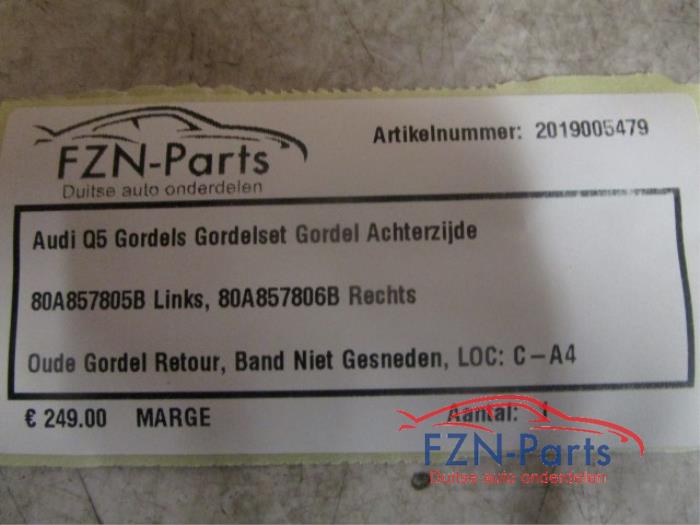 FZN-Parts
Duitse auto onderdelen
Artikelnummer: 2019005479
Audi Q5 Gordels Gordelset Gordel Achterzijde
80A857805B Links, 80A857806B Rechts
Oude Gordel Retour, Band Niet Gesneden, LOC: C-A4
€ 249.00 MARGE
Aantal: 1
FZN-Parts
Duitse auto onderdelen